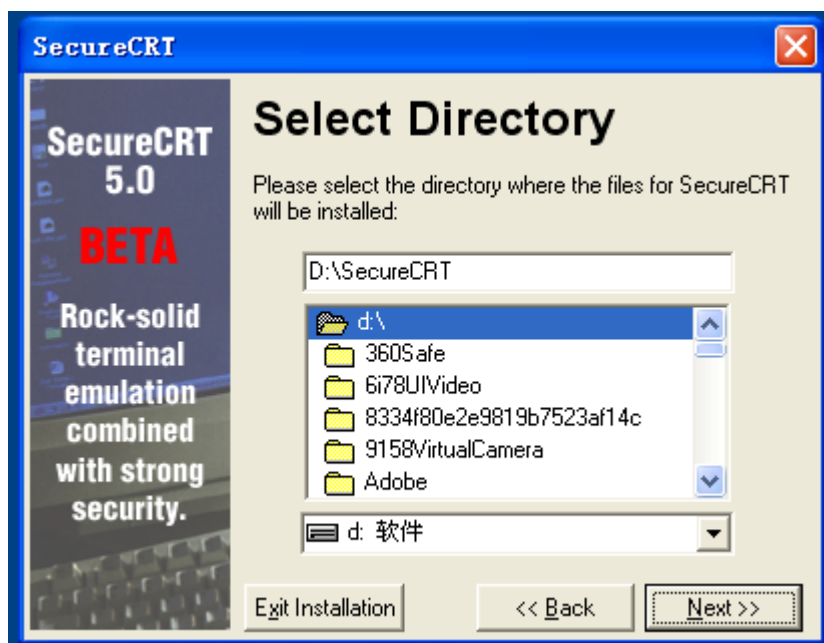 SecureCRT
SecureCRT
5.0
BETA
Rock-solid
terminal
emulation
combined
with strong
security.
Select Directory
Please select the directory where the files for SecureCRT
will be installed:
D:\SecureCRT
d:\
360Safe
6i78UIVideo
8334f80e2e9819b7523af14c
9158VirtualCamera
Adobe
d: 软件
Exit Installation
<< Back
Next >>